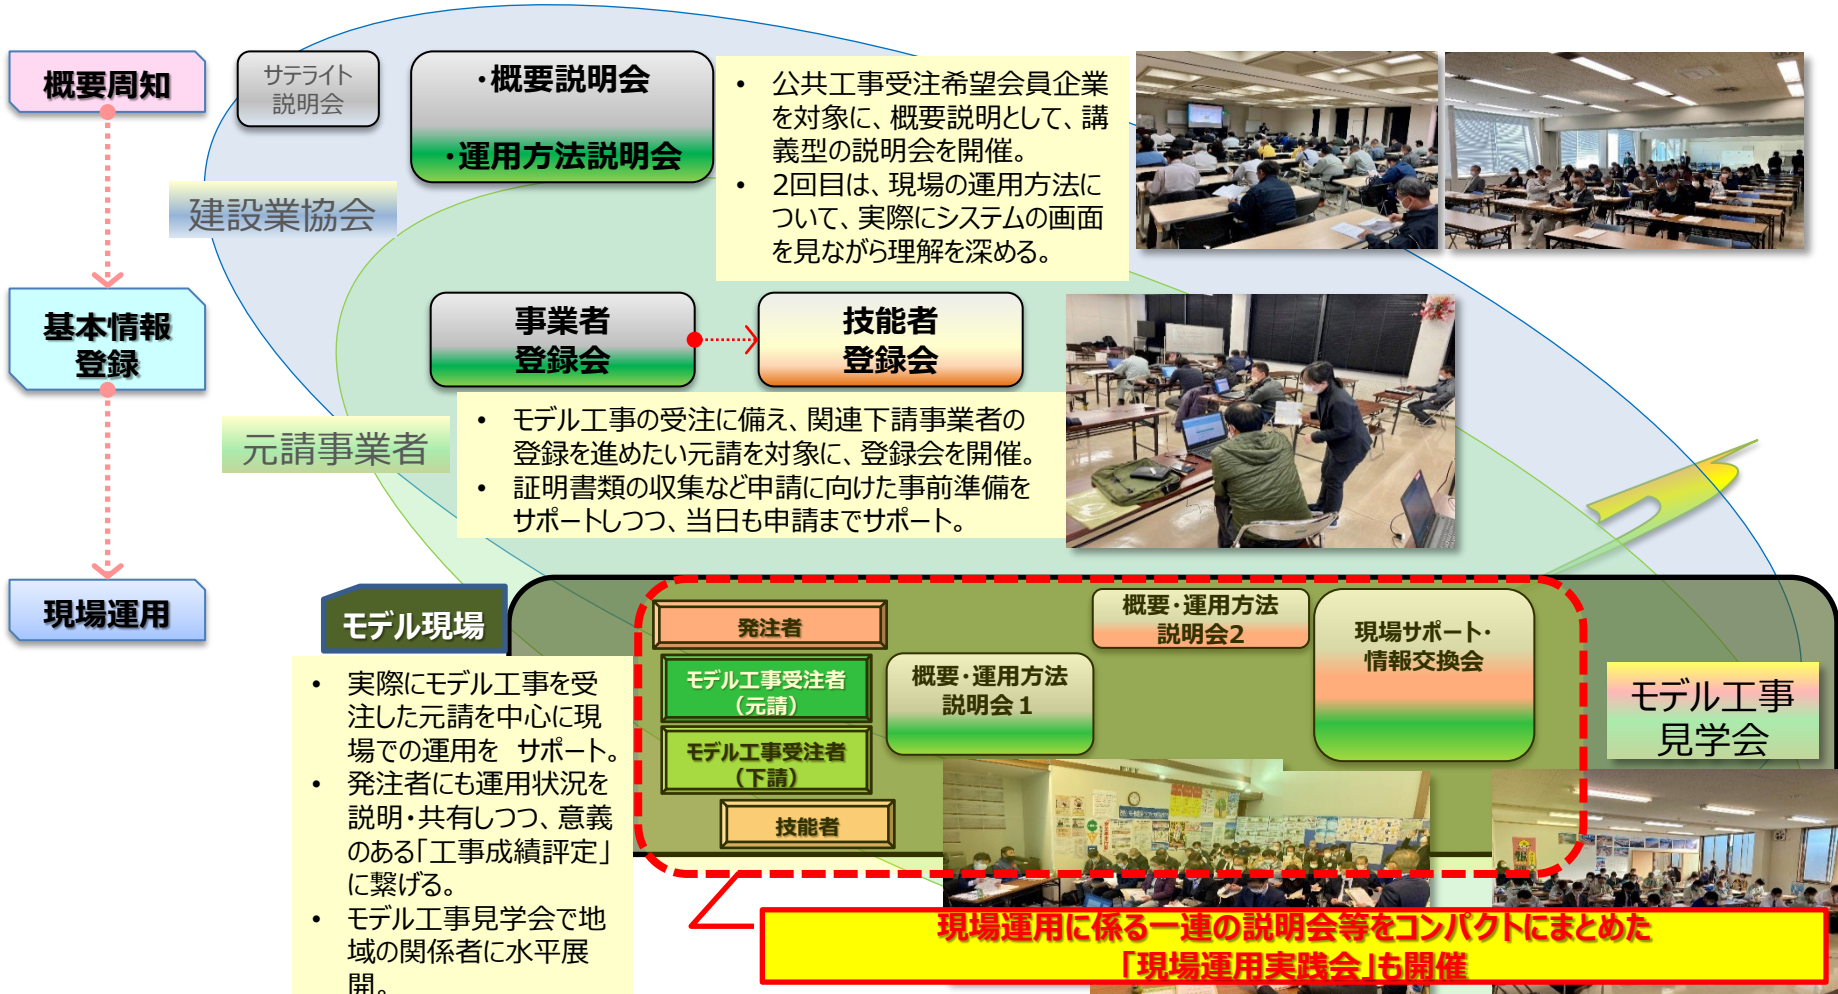 概要周知
サテライト
説明会
・概要説明会
・運用方法説明会
• 公共工事受注希望会員企業
を対象に、概要説明として、講
義型の説明会を開催。
• 2回目は、現場の運用方法に
ついて、実際にシステムの画面
を見ながら理解を深める。
建設業協会
基本情報
登録
事業者
登録会
技能者
登録会
元請事業者
• モデル工事の受注に備え、関連下請事業者の
登録を進めたい元請を対象に、登録会を開催。
• 証明書類の収集など申請に向けた事前準備を
サポートしつつ、当日も申請までサポート。
現場運用
モデル現場
• 実際にモデル工事を受
注した元請を中心に現
場での運用を サポート。
• 発注者にも運用状況を
説明・共有しつつ、意義
のある「工事成績評定」
に繋げる。
• モデル工事見学会で地
域の関係者に水平展
開。
発注者
モデル工事受注者
（元請）
モデル工事受注者
（下請）
技能者
概要・運用方法
説明会１
概要・運用方法
説明会2
現場サポート・
情報交換会
モデル工事
見学会
現場運用に係る一連の説明会等をコンパクトにまとめた
「現場運用実践会」も開催